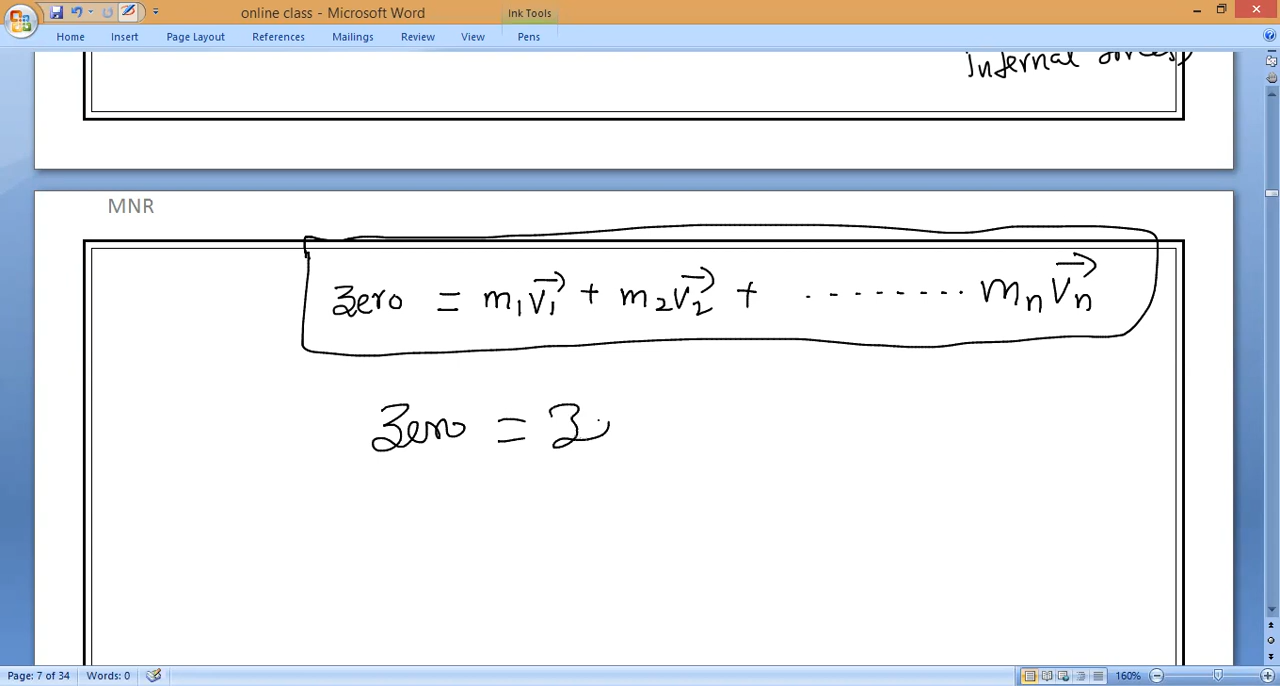 online class - Microsoft Word
Ink Tools
Home Insert Page Layout References Mailings Review View Pens
internal
MNR
zero = m₁v₁⃗ + m₂v₂⃗ + ........ mₙvₙ⃗
zero = 3
Page: 7 of 34 Words: 0 160%